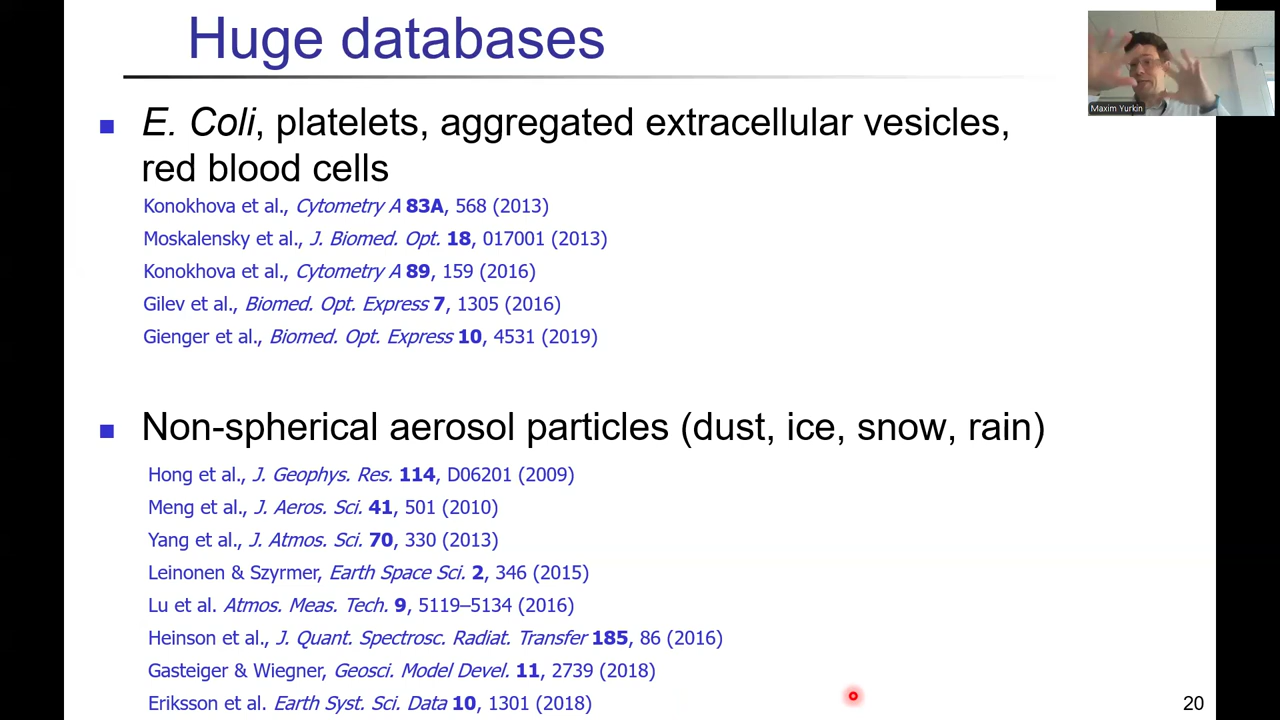 Huge databases
Maxim Yurkin
E. Coli, platelets, aggregated extracellular vesicles,
red blood cells
Konokhova et al., Cytometry A 83A, 568 (2013)
Moskalensky et al., J. Biomed. Opt. 18, 017001 (2013)
Konokhova et al., Cytometry A 89, 159 (2016)
Gilev et al., Biomed. Opt. Express 7, 1305 (2016)
Gienger et al., Biomed. Opt. Express 10, 4531 (2019)
Non-spherical aerosol particles (dust, ice, snow, rain)
Hong et al., J. Geophys. Res. 114, D06201 (2009)
Meng et al., J. Aeros. Sci. 41, 501 (2010)
Yang et al., J. Atmos. Sci. 70, 330 (2013)
Leinonen & Szyrmer, Earth Space Sci. 2, 346 (2015)
Lu et al. Atmos. Meas. Tech. 9, 5119–5134 (2016)
Heinson et al., J. Quant. Spectrosc. Radiat. Transfer 185, 86 (2016)
Gasteiger & Wiegner, Geosci. Model Devel. 11, 2739 (2018)
Eriksson et al. Earth Syst. Sci. Data 10, 1301 (2018)
20